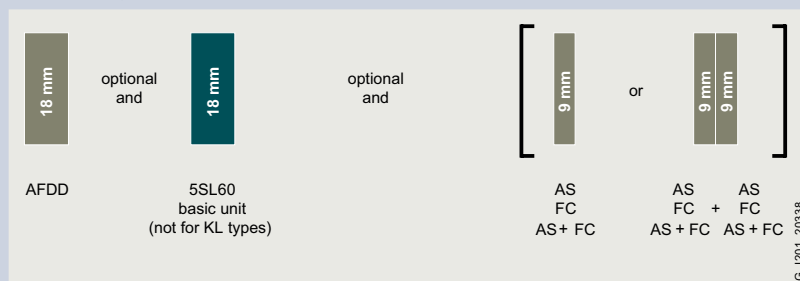 18 mm
optional
and
18 mm
optional
and
9 mm
or
9 mm
9 mm
AFDD
5SL60
basic unit
(not for KL types)
AS
FC
AS + FC
AS AS
FC + FC
AS + FC AS + FC
G_I201_20338